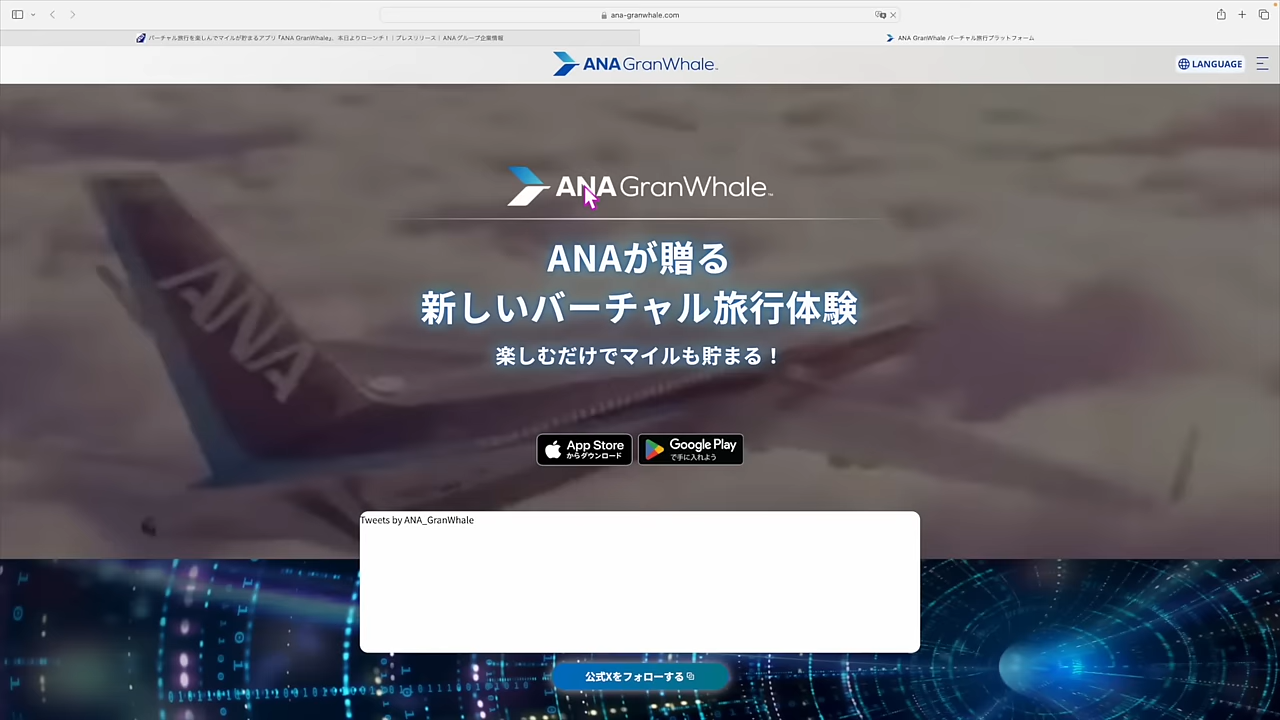 ana-granwhale.com
バーチャル旅行を楽しんでマイルが貯まるアプリ「ANA GranWhale」、本日よりローンチ！｜プレスリリース｜ANAグループ企業情報
ANA GranWhale バーチャル旅行プラットフォーム
ANA GranWhale
LANGUAGE
ANA GranWhale
ANA
ANAが贈る
新しいバーチャル旅行体験
楽しむだけでマイルも貯まる！
App Store
からダウンロード
Google Play
で手に入れよう
Tweets by ANA_GranWhale
公式Xをフォローする